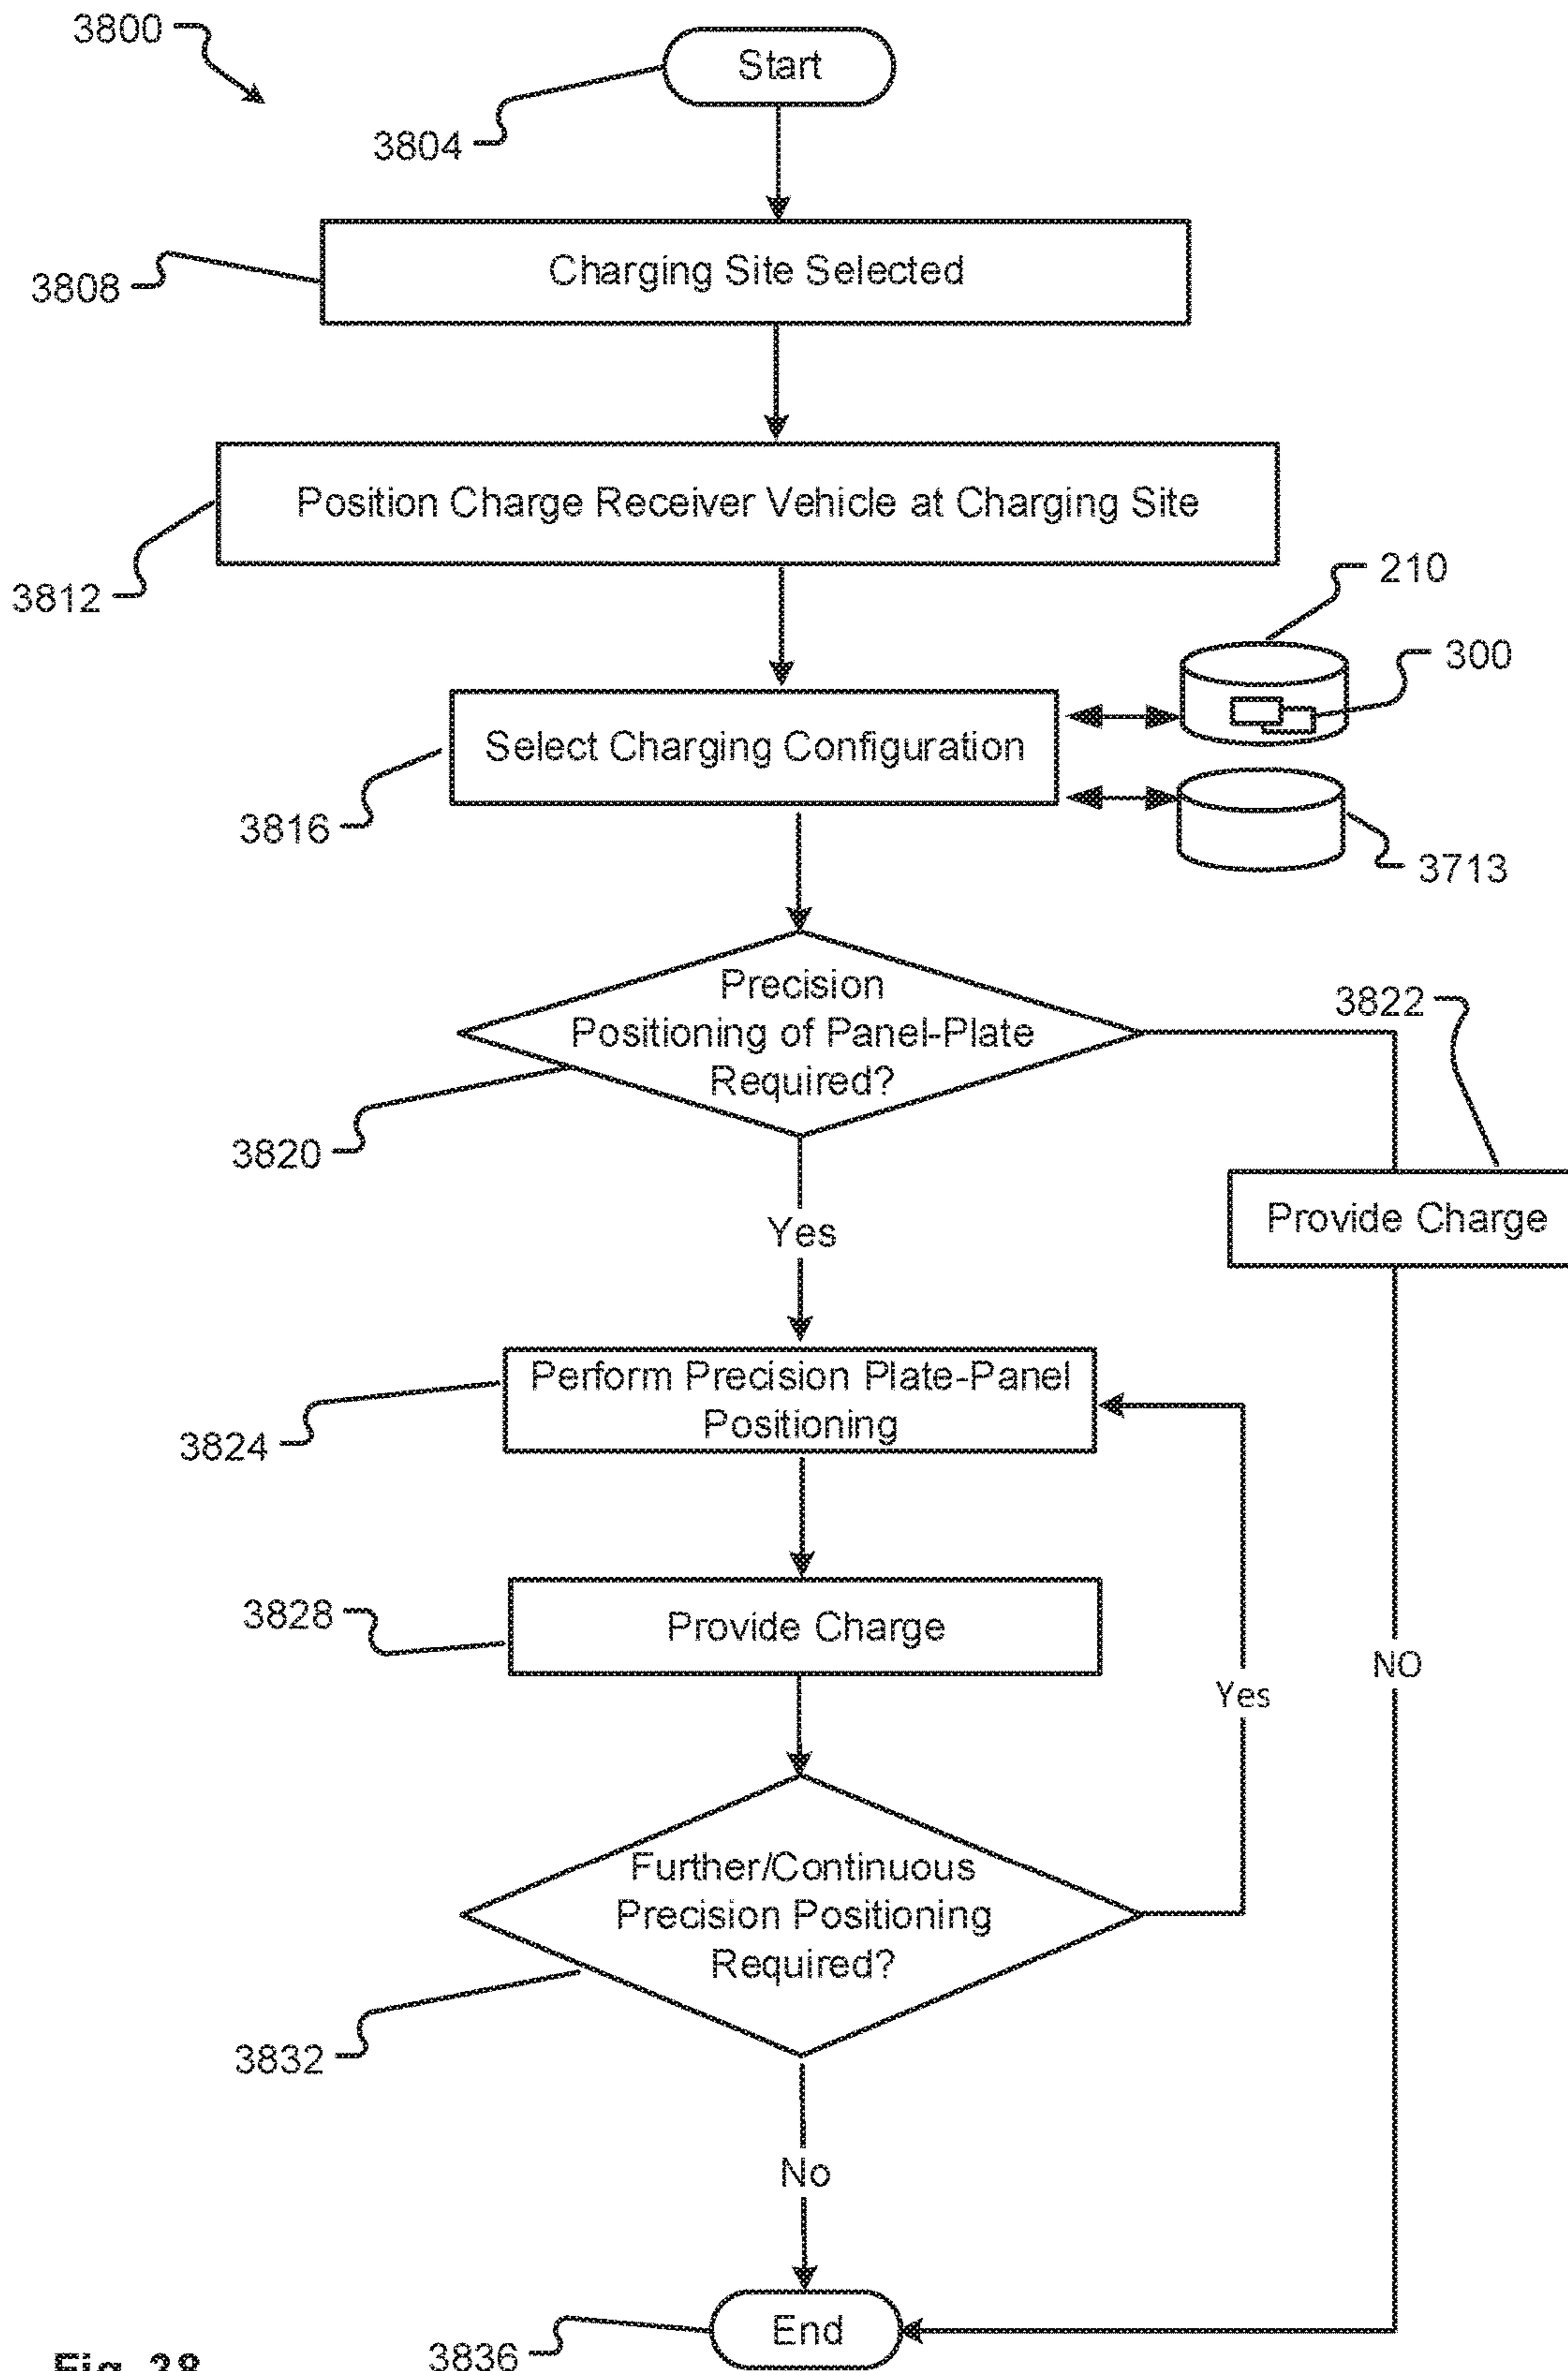 3800
Start
3804
Charging Site Selected
3808
Position Charge Receiver Vehicle at Charging Site
3812
210
300
Select Charging Configuration
3816
3713
Precision
Positioning of Panel-Plate
Required?
3822
3820
Provide Charge
Yes
Perform Precision Plate-Panel
Positioning
3824
3828
Provide Charge
NO
Yes
Further/Continuous
Precision Positioning
Required?
3832
No
End
3836
Fig. 38